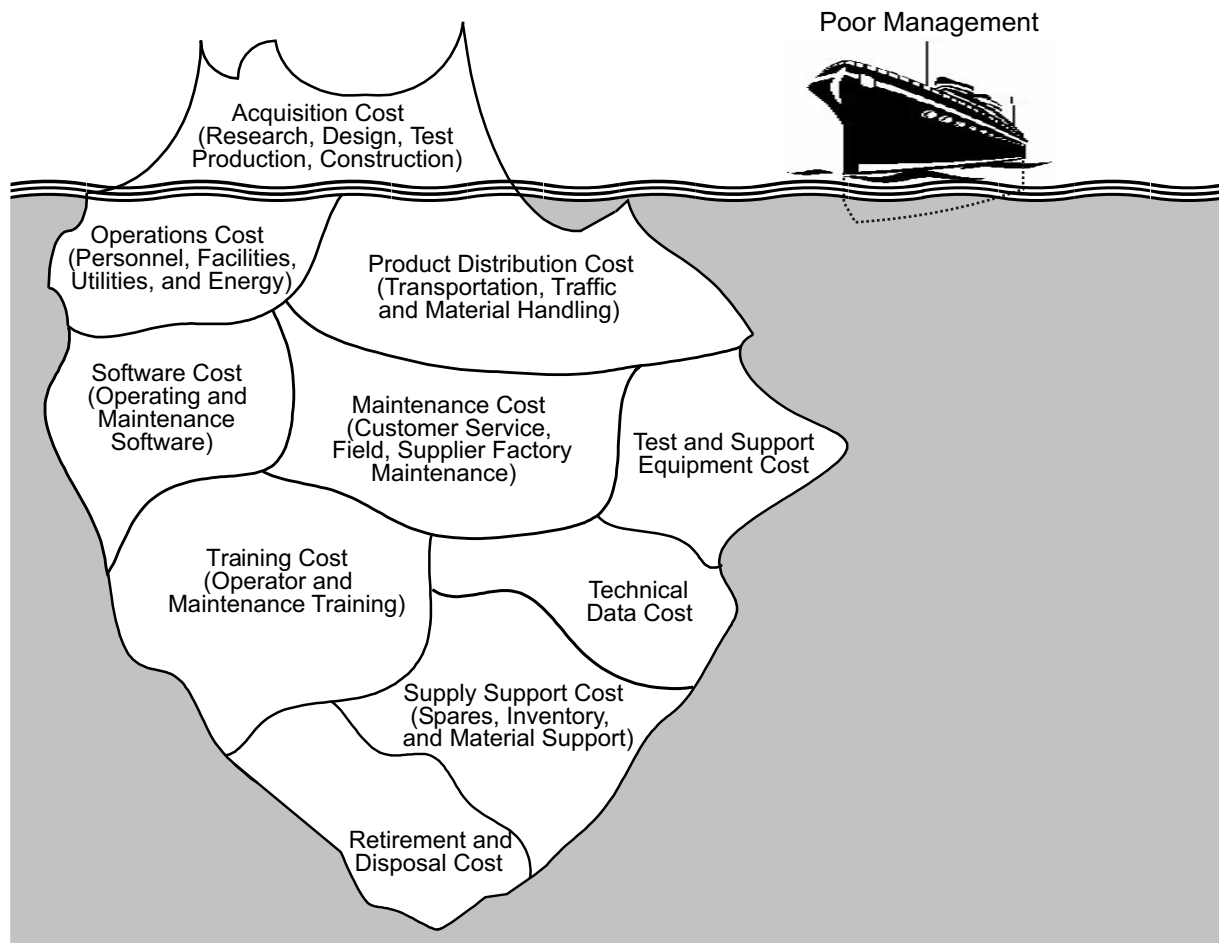 Poor Management
Acquisition Cost
(Research, Design, Test
Production, Construction)
Operations Cost
(Personnel, Facilities,
Utilities, and Energy)
Product Distribution Cost
(Transportation, Traffic
and Material Handling)
Software Cost
(Operating and
Maintenance
Software)
Maintenance Cost
(Customer Service,
Field, Supplier Factory
Maintenance)
Test and Support
Equipment Cost
Training Cost
(Operator and
Maintenance Training)
Technical
Data Cost
Supply Support Cost
(Spares, Inventory,
and Material Support)
Retirement and
Disposal Cost